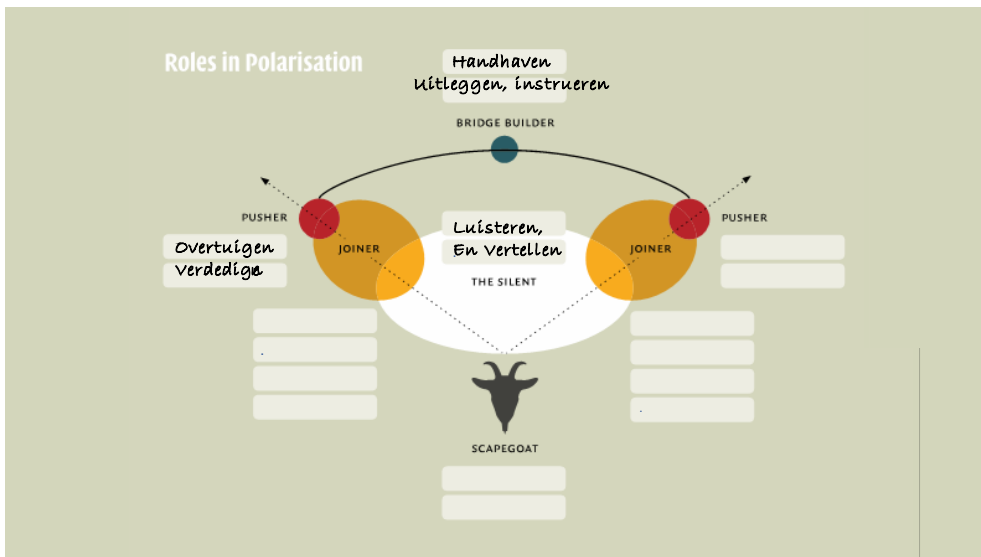 Roles in Polarisation
Handhaven
Uitleggen, instrueren
BRIDGE BUILDER
PUSHER
PUSHER
JOINER
Luisteren,
En Vertellen
JOINER
Overtuigen
THE SILENT
SCAPEGOAT